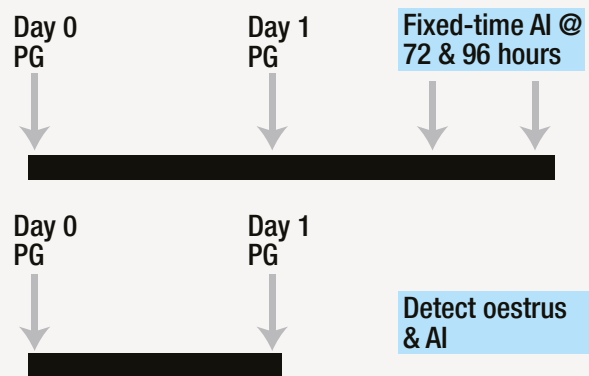 Day 0
PG
Day 1
PG
Fixed-time AI @
72 & 96 hours
Day 0
PG
Day 1
PG
Detect oestrus
& AI